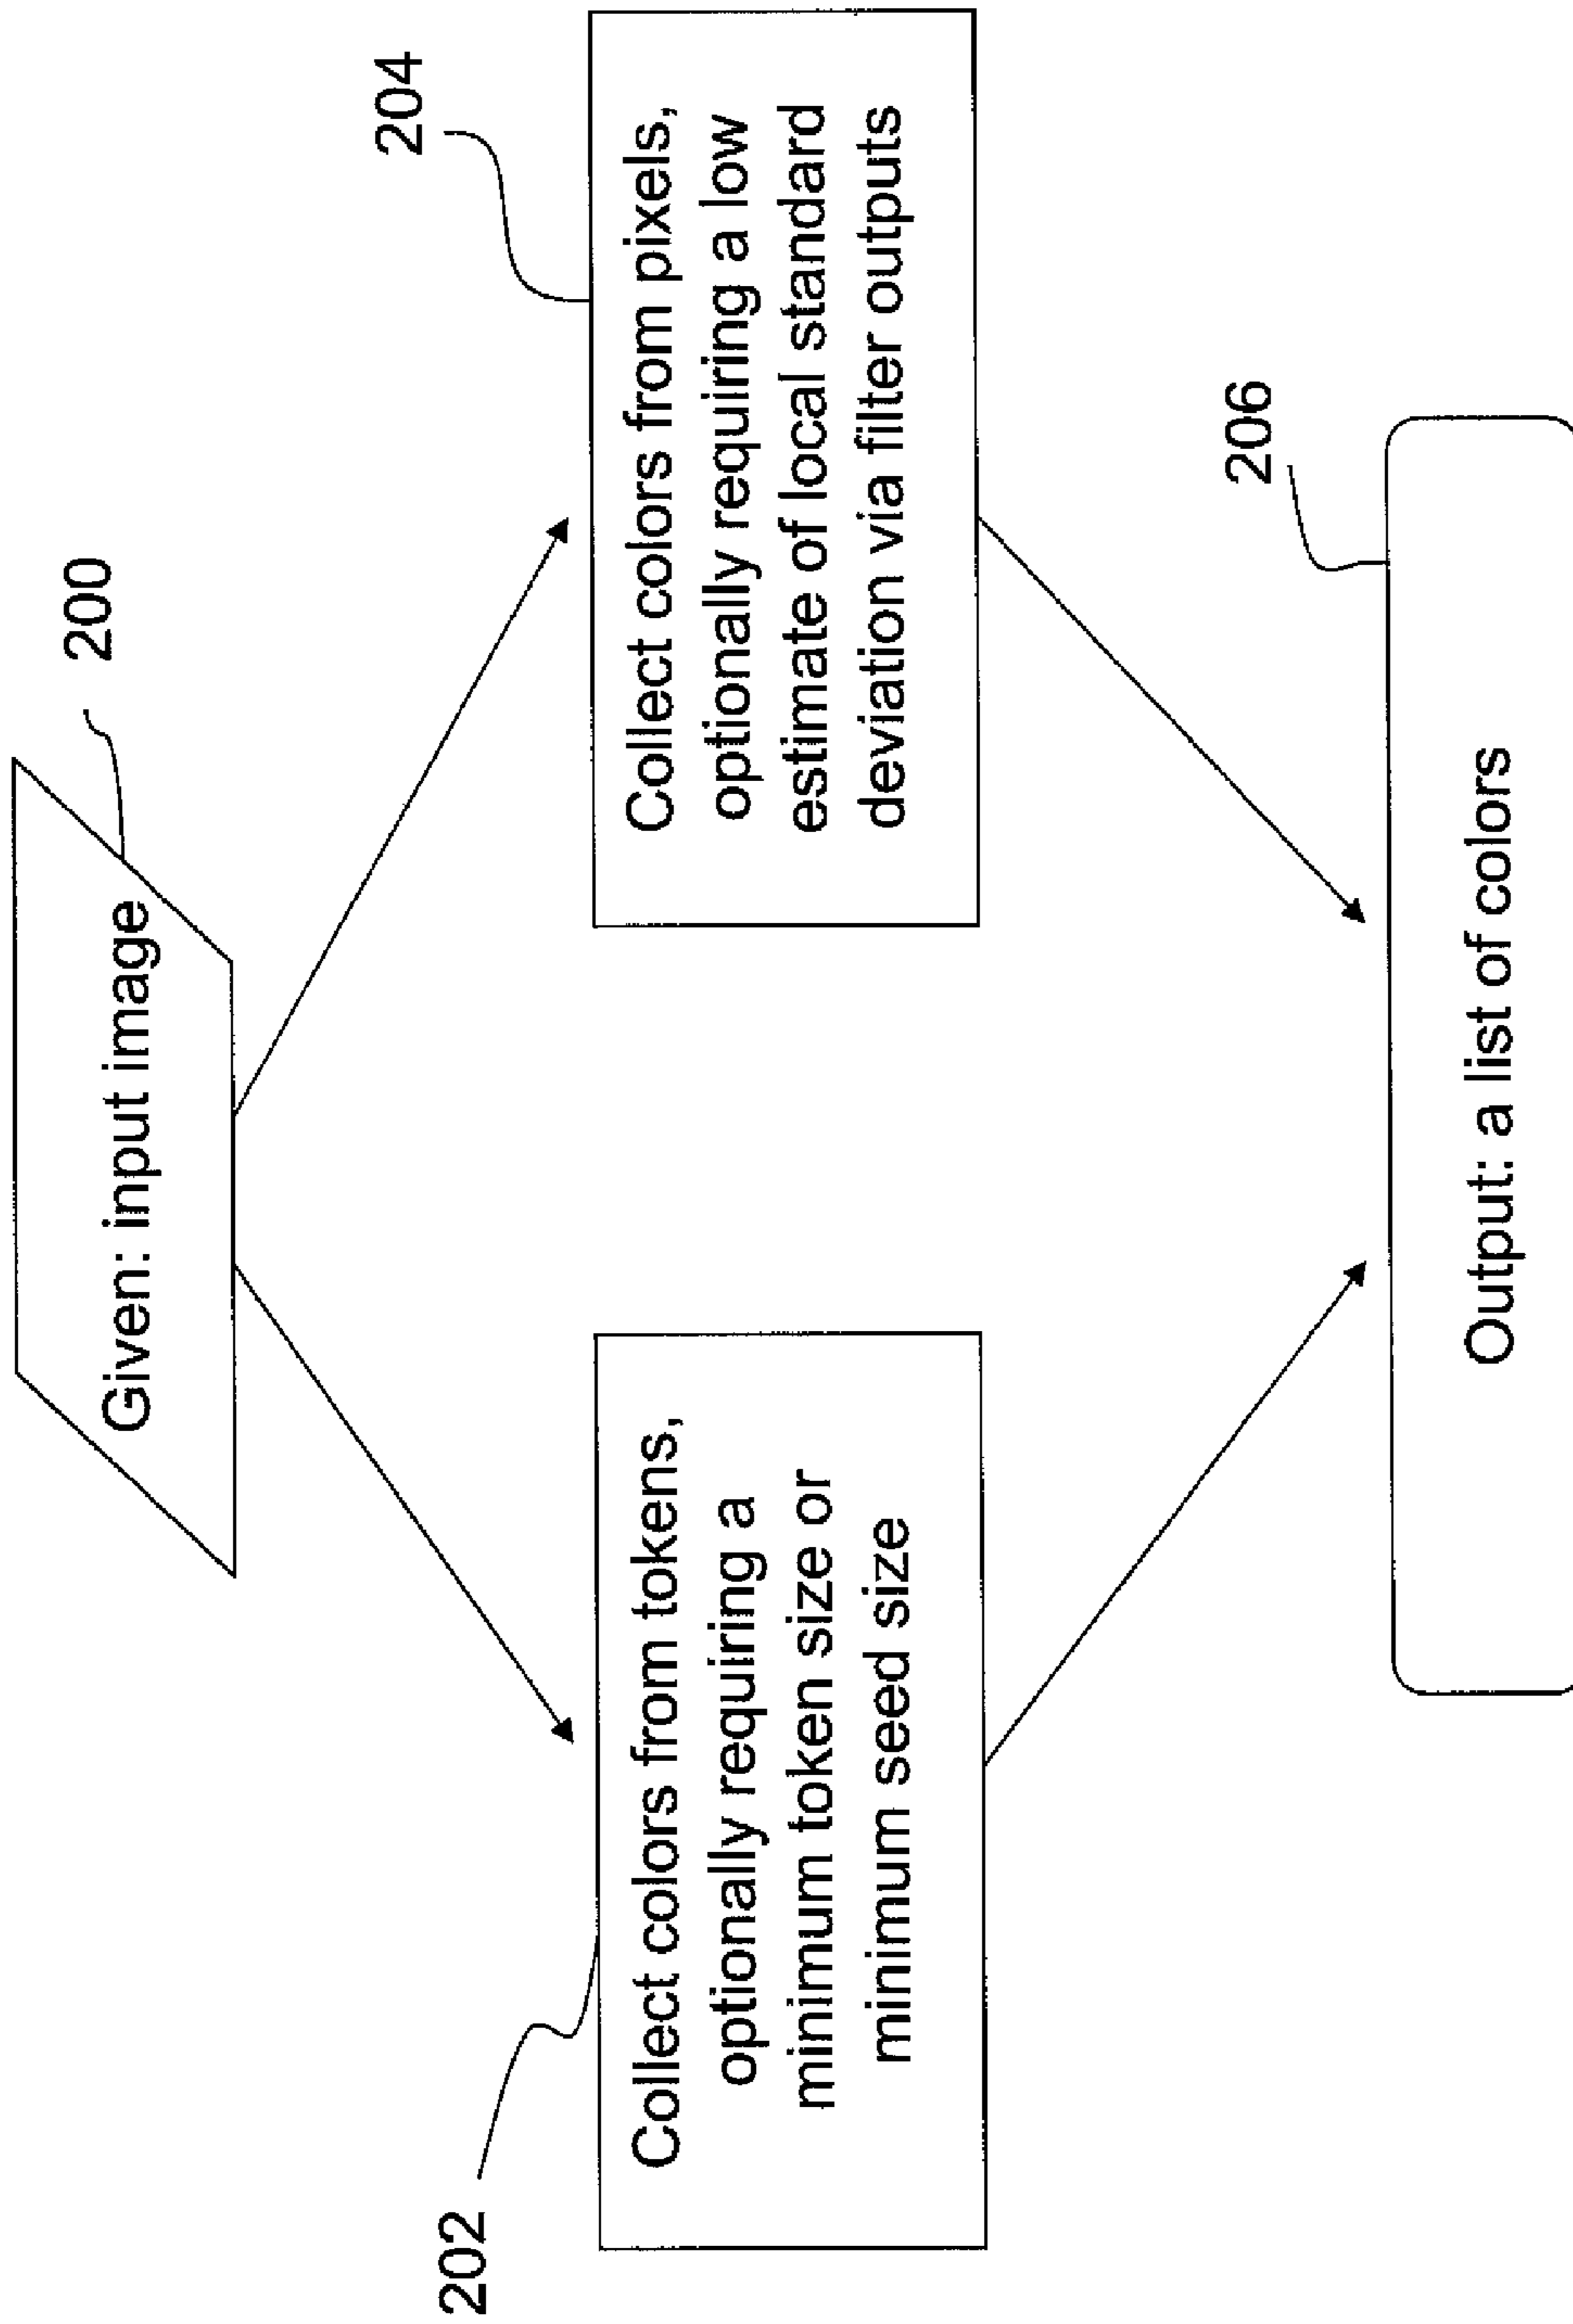 Given: input image
200
202
Collect colors from tokens,
optionally requiring a
minimum token size or
minimum seed size
204
Collect colors from pixels,
optionally requiring a low
estimate of local standard
deviation via filter outputs
206
Output: a list of colors